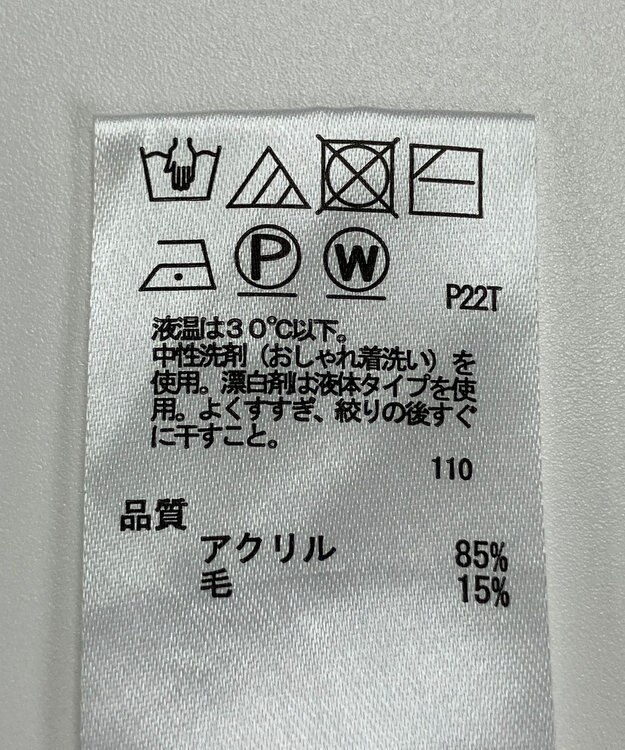 P W
P22T
液温は30℃以下。
中性洗剤（おしゃれ着洗い）を
使用。漂白剤は液体タイプを使
用。よくすすぎ、絞りの後すぐ
に干すこと。
110
品質
アクリル 85%
毛 15%